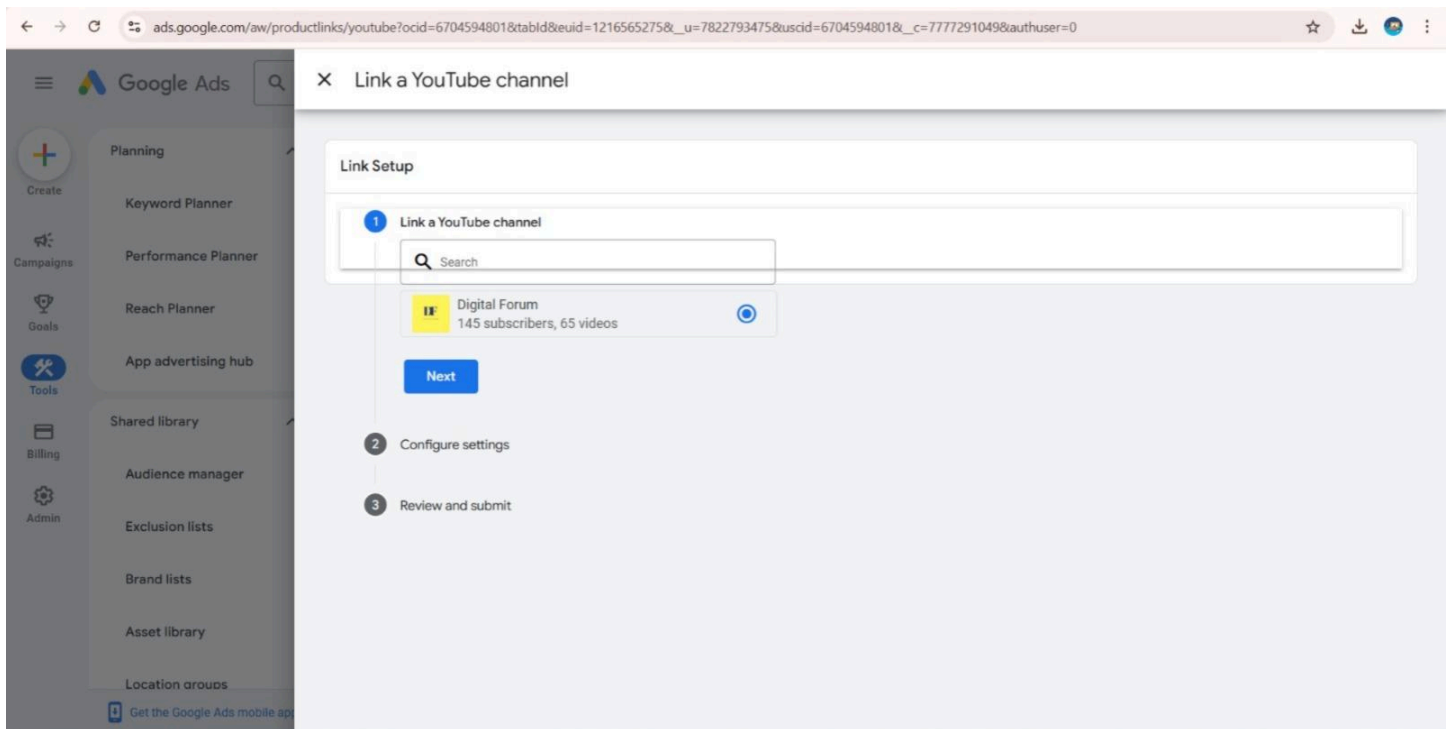 ads.google.com/aw/productlinks/youtube?ocid=6704594801&tabId&euid=1216565275&__u=7822793475&uscid=6704594801&__c=7777291049&authuser=0
Google Ads
Link a YouTube channel
Create
Campaigns
Goals
Tools
Billing
Admin
Planning
Keyword Planner
Performance Planner
Reach Planner
App advertising hub
Shared library
Audience manager
Exclusion lists
Brand lists
Asset library
Location groups
Get the Google Ads mobile app
Link Setup
1 Link a YouTube channel
Search
DF
Digital Forum
145 subscribers, 65 videos
Next
2 Configure settings
3 Review and submit